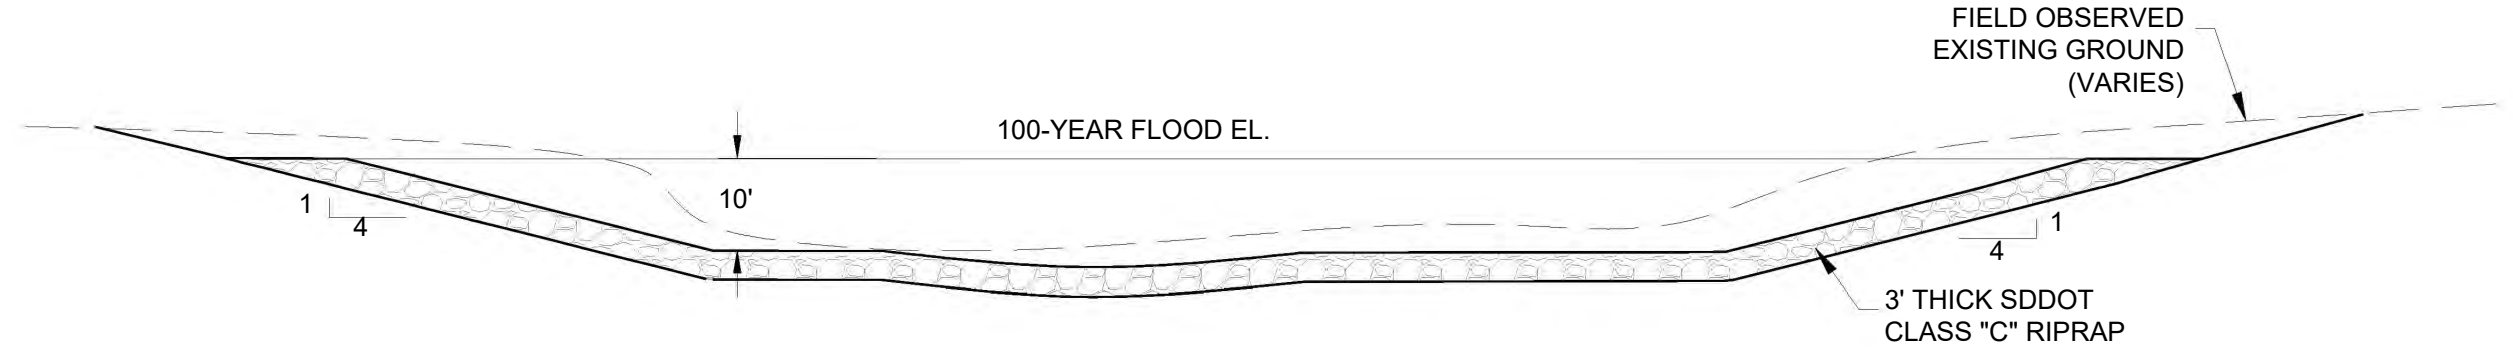 FIELD OBSERVED
EXISTING GROUND
(VARIES)
100-YEAR FLOOD EL.
10'
1
4
1
4
3' THICK SDDOT
CLASS "C" RIPRAP